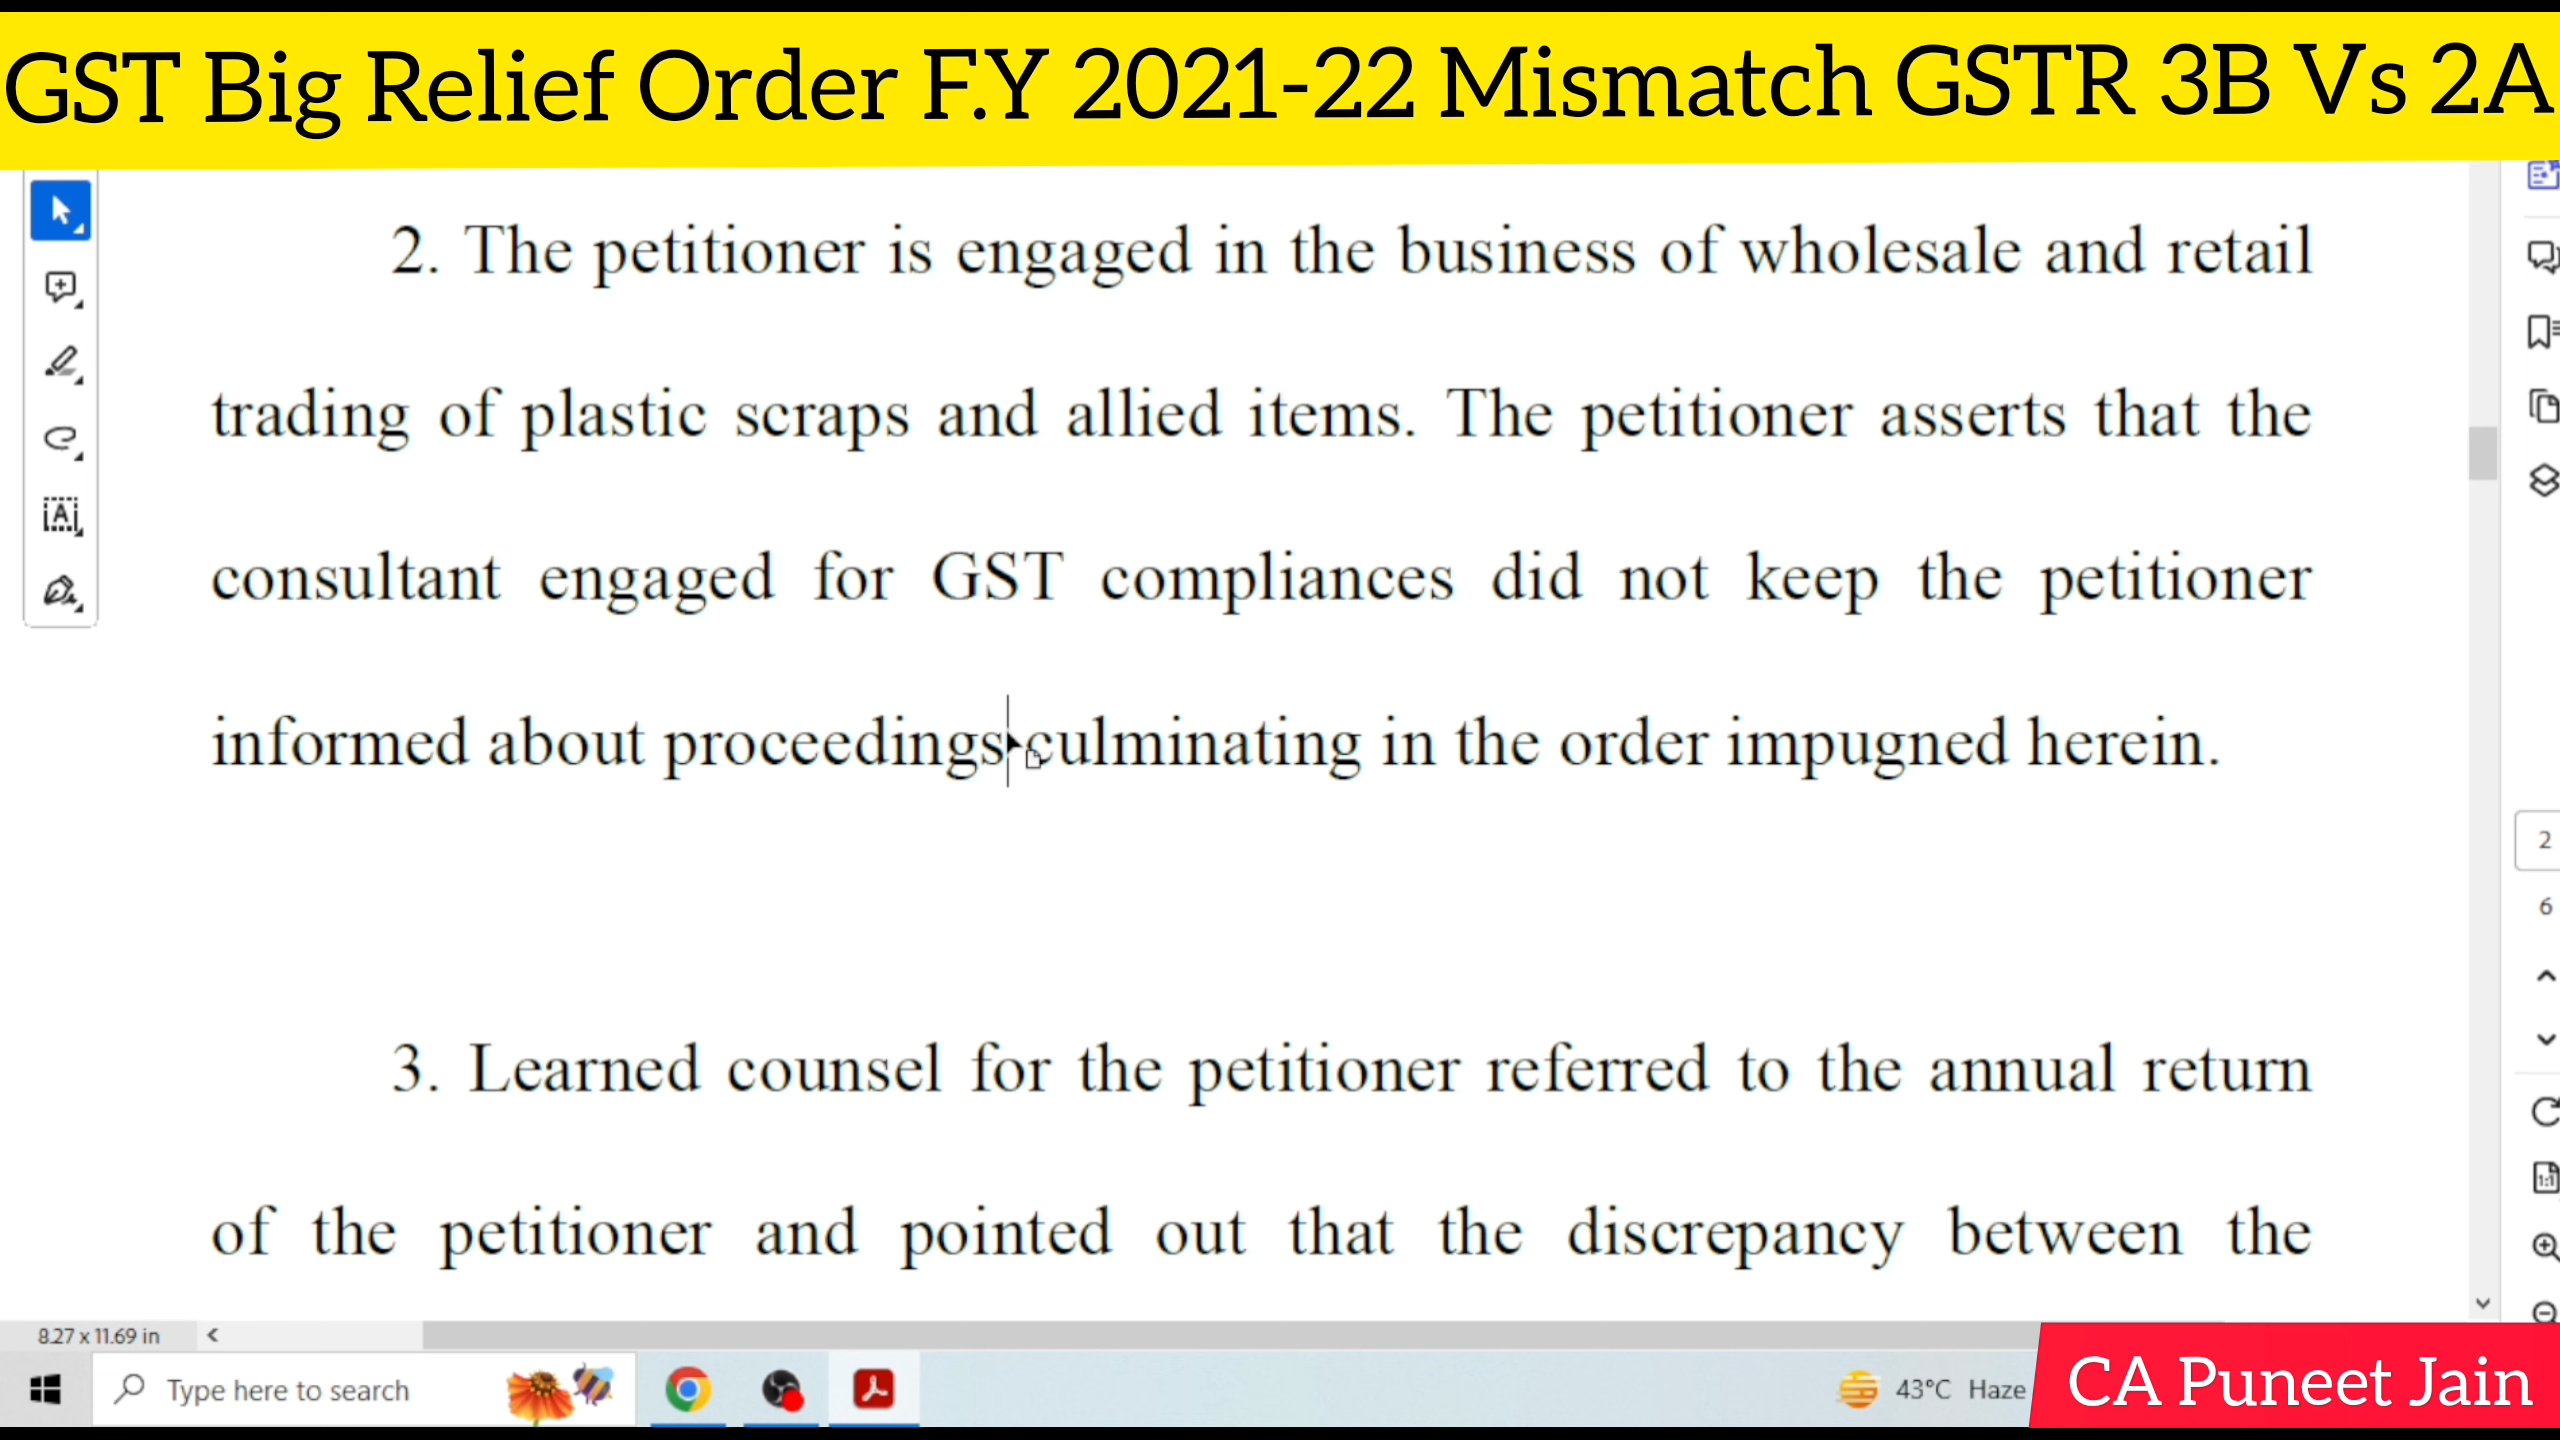 GST Big Relief Order F.Y 2021-22 Mismatch GSTR 3B Vs 2A
2. The petitioner is engaged in the business of wholesale and retail
trading of plastic scraps and allied items. The petitioner asserts that the
consultant engaged for GST compliances did not keep the petitioner
informed about proceedings culminating in the order impugned herein.
3. Learned counsel for the petitioner referred to the annual return
of the petitioner and pointed out that the discrepancy between the
2
6
8.27 x 11.69 in
Type here to search
43°C Haze
CA Puneet Jain